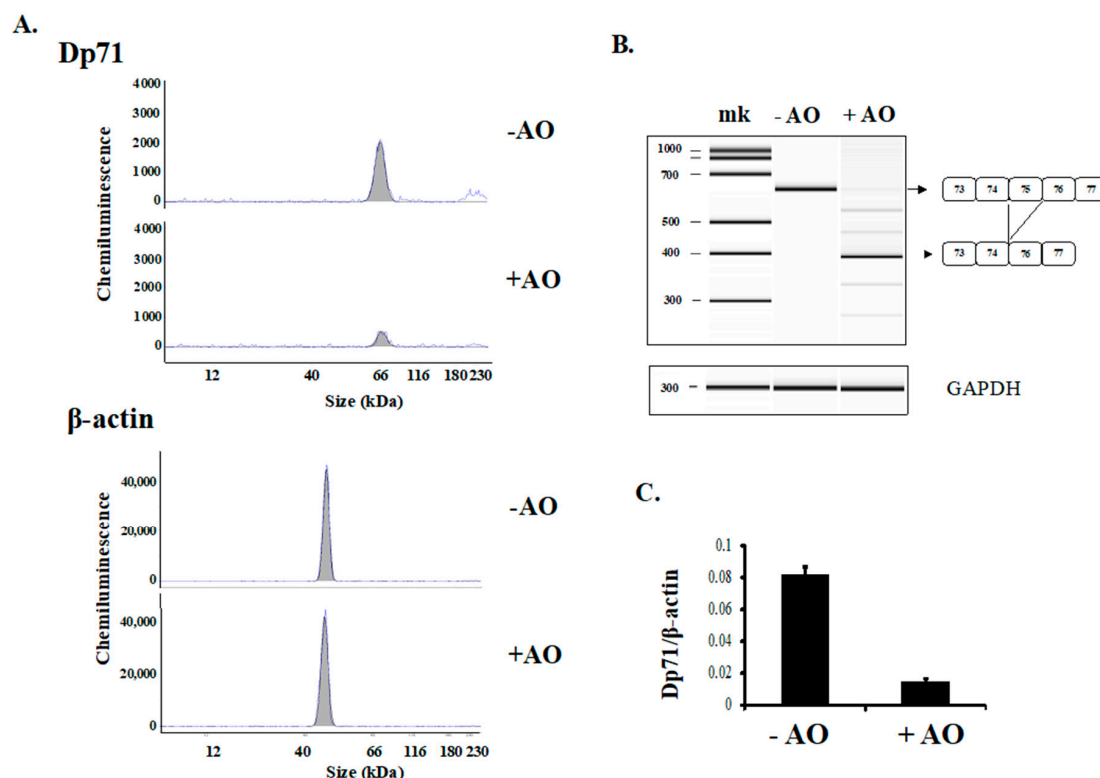 A.
Dp71
4000
3000
2000
1000
0
-AO
4000
3000
2000
1000
0
+AO
Chemiluminescence
12 40 66 116 180 230
Size (kDa)
β-actin
40,000
20,000
0
-AO
40,000
20,000
0
+AO
Chemiluminescence
12 40 66 116 180 230
Size (kDa)
B.
mk - AO + AO
1000
700
500
400
300
73 74 75 76 77
73 74 76 77
300
GAPDH
C.
Dp71/β-actin
0.1
0.08
0.06
0.04
0.02
0
- AO + AO